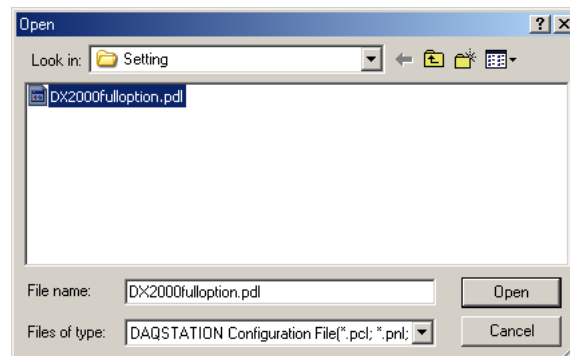 Open
Look in: Setting
DX2000fulloption.pdl
File name: DX2000fulloption.pdl Open
Files of type: DAQSTATION Configuration File(*.pcl; *.pnl; Cancel